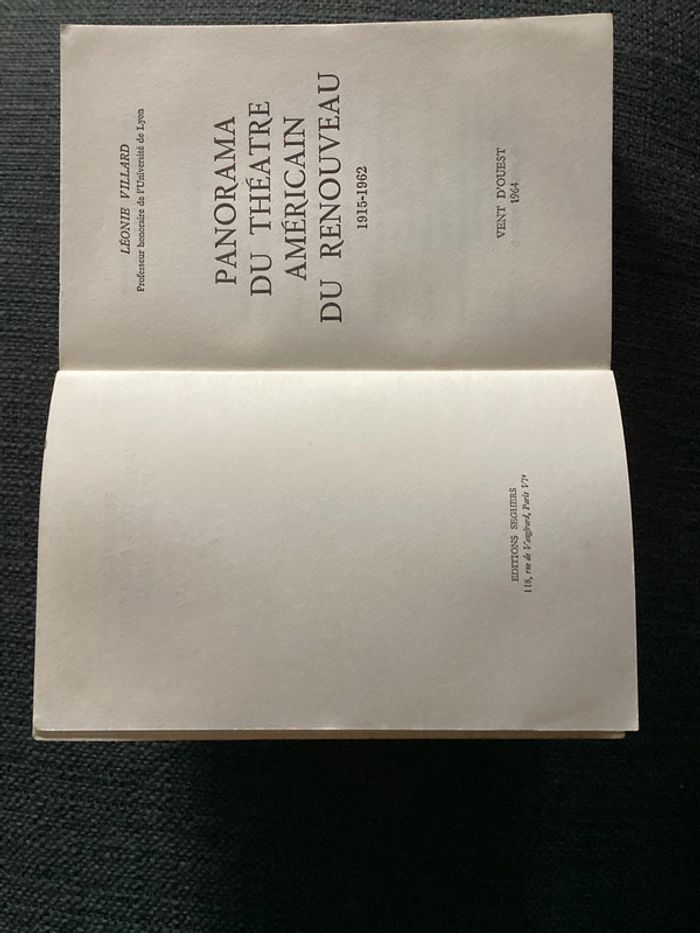 EDITIONS SEGHERS
118, rue de Vaugirard, Paris VIe
LÉONIE VILLARD
Professeur honoraire de l'Université de Lyon
PANORAMA
DU THÉATRE
AMÉRICAIN
DU RENOUVEAU
1915-1962
VENT D'OUEST
1964